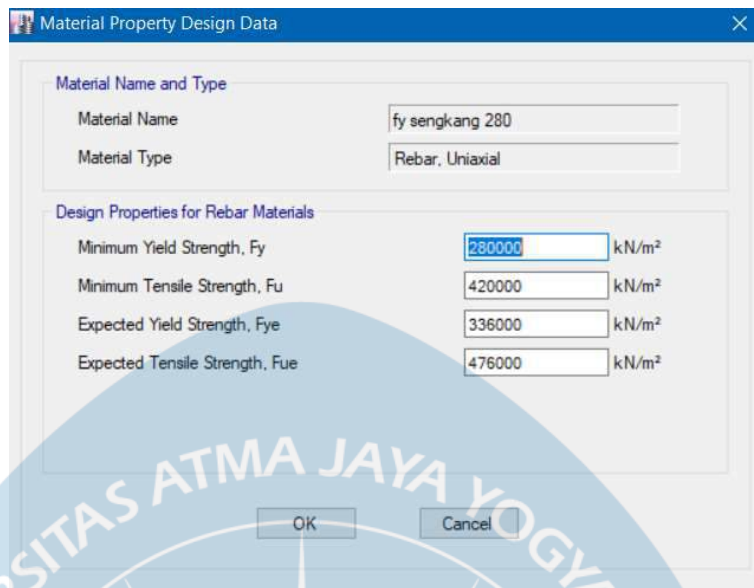 Material Property Design Data
Material Name and Type
Material Name fy sengkang 280
Material Type Rebar, Uniaxial
Design Properties for Rebar Materials
Minimum Yield Strength, Fy 280000 kN/m²
Minimum Tensile Strength, Fu 420000 kN/m²
Expected Yield Strength, Fye 336000 kN/m²
Expected Tensile Strength, Fue 476000 kN/m²
SITAS ATMA JAYA YOGYA
OK Cancel